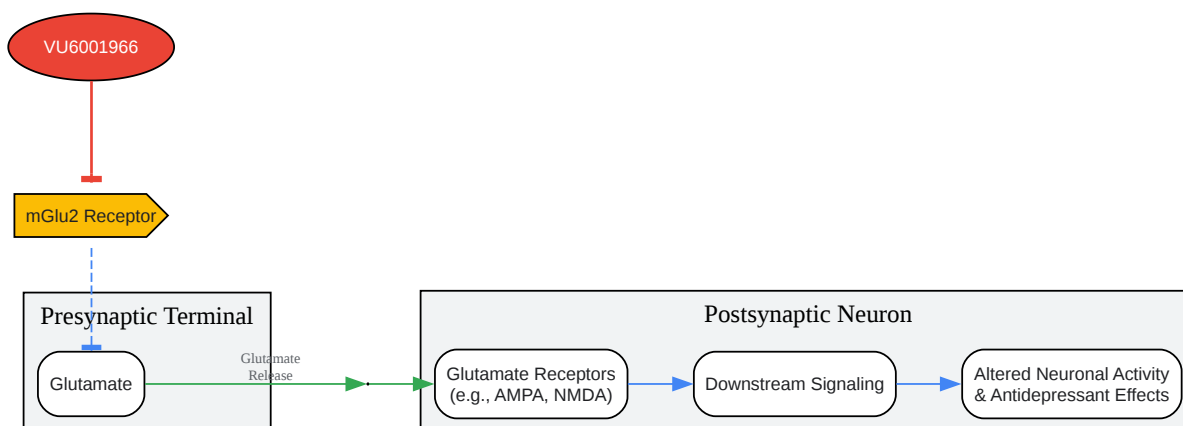 VU6001966
mGlu2 Receptor
Presynaptic Terminal
Glutamate
Glutamate
Release
Postsynaptic Neuron
Glutamate Receptors
(e.g., AMPA, NMDA)
Downstream Signaling
Altered Neuronal Activity
& Antidepressant Effects